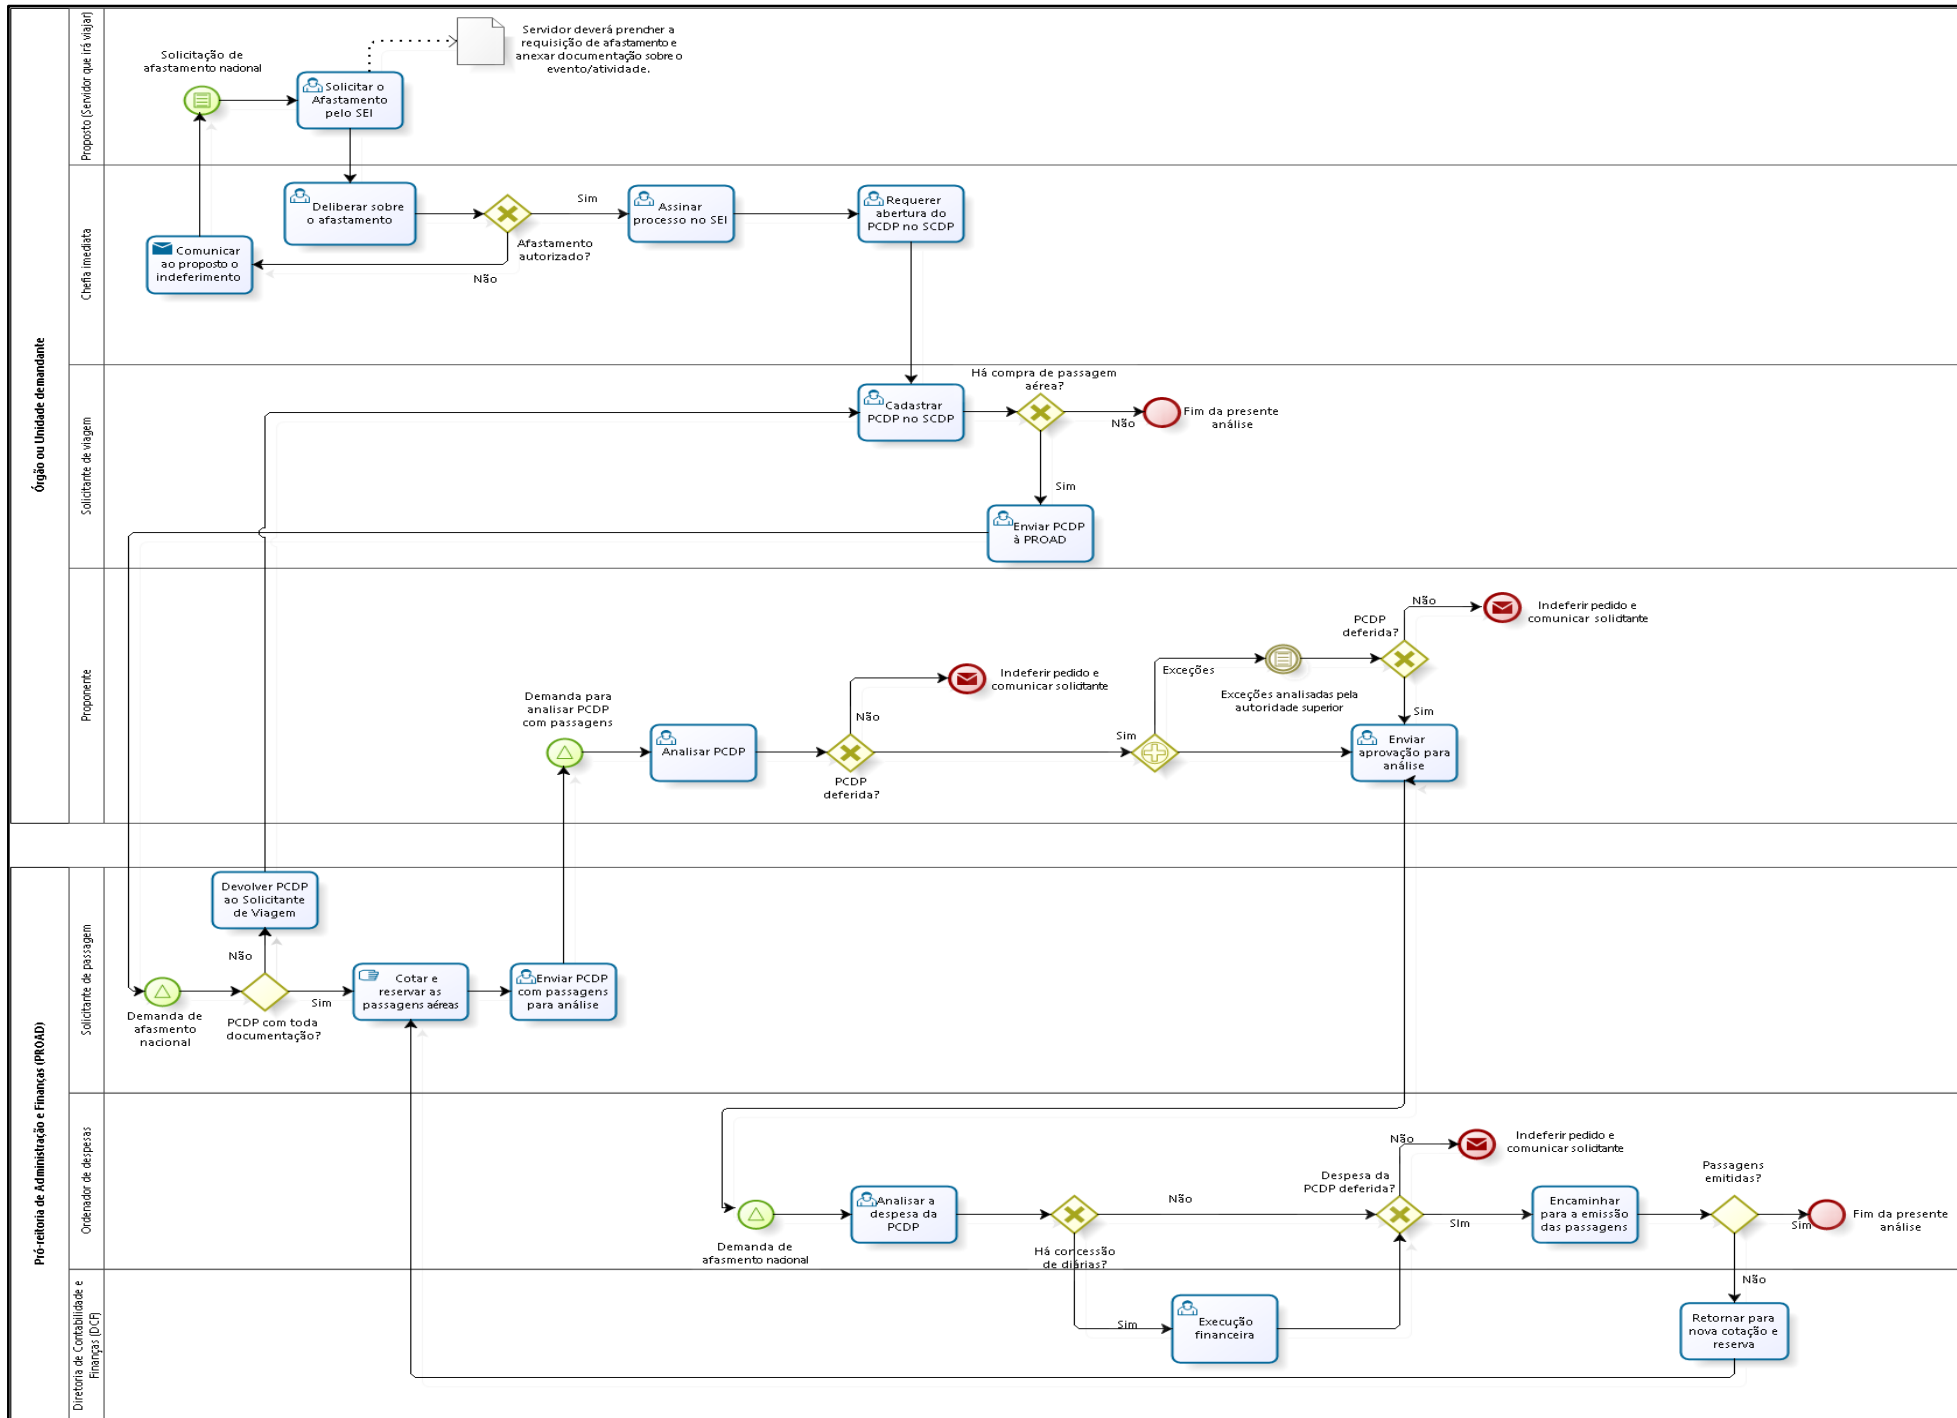 Órgão ou Unidade demandante
Proposto (Servidor que irá viajar)
Solicitação de
afastamento nacional
Solicitar o
Afastamento
pelo SEI
Servidor deverá prencher a
requisição de afastamento e
anexar documentação sobre o
evento/atividade.
Chefia imediata
Deliberar sobre
o afastamento
Sim
Afastamento
autorizado?
Não
Comunicar
ao proposto o
indeferimento
Assinar
processo no SEI
Requerer
abertura do
PCDP no SCDP
Solicitante de viagem
Cadastrar
PCDP no SCDP
Há compra de passagem
aérea?
Não
Fim da presente
análise
Sim
Enviar PCDP
à PROAD
Proponente
Demanda para
analisar PCDP
com passagens
Analisar PCDP
PCDP
deferida?
Não
Indeferir pedido e
comunicar solicitante
Sim
Exceções
Exceções analisadas pela
autoridade superior
PCDP
deferida?
Não
Indeferir pedido e
comunicar solicitante
Sim
Enviar
aprovação para
análise
Pró-reitoria de Administração e Finanças (PROAD)
Solicitante de passagem
Devolver PCDP
ao Solicitante
de Viagem
Não
Demanda de
afasmento
nacional
PCDP com toda
documentação?
Sim
Cotar e
reservar as
passagens aéreas
Enviar PCDP
com passagens
para análise
Ordenador de despesas
Demanda de
afasmento nacional
Analisar a
despesa da
PCDP
Há concessão
de diárias?
Não
Despesa da
PCDP deferida?
Não
Indeferir pedido e
comunicar solicitante
SIm
Encaminhar
para a emissão
das passagens
Passagens
emitidas?
Sim
Fim da presente
análise
Não
Diretoria de Contabilidade e
Finanças (DCF)
Sim
Execução
financeira
Retornar para
nova cotação e
reserva